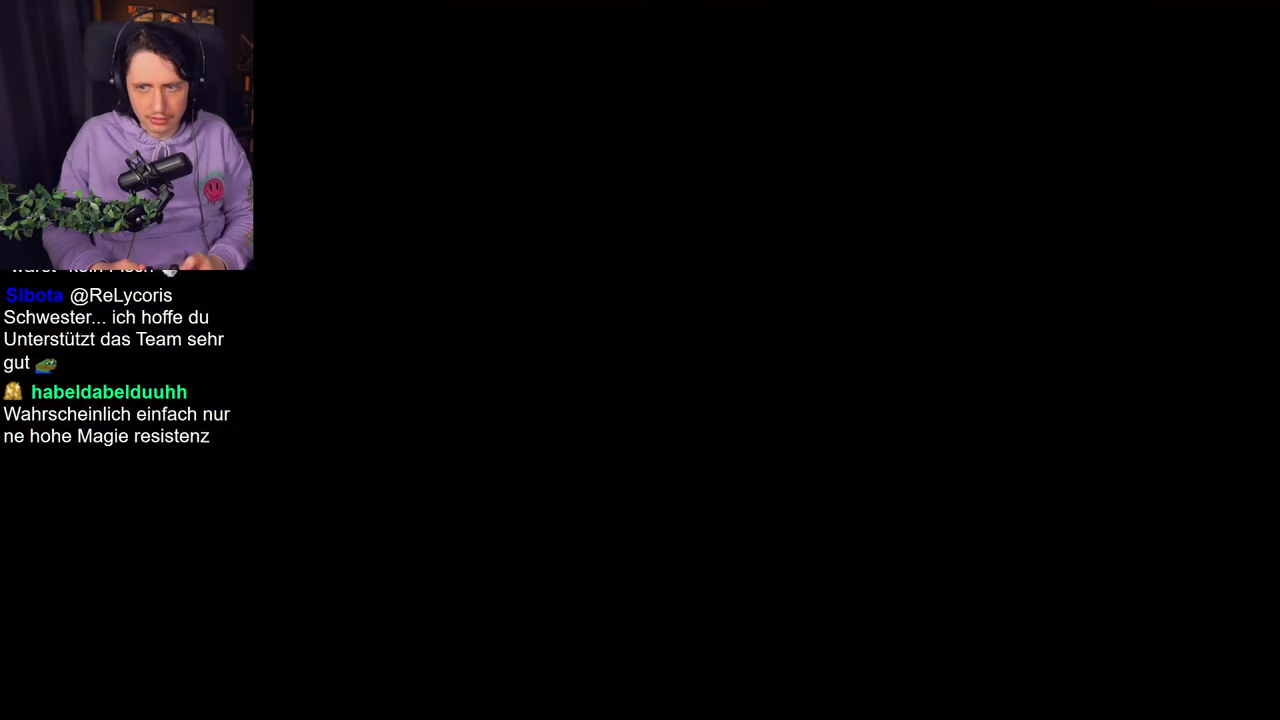 Sibota @ReLycoris
Schwester... ich hoffe du
Unterstützt das Team sehr
gut
habeldabelduuhh
Wahrscheinlich einfach nur
ne hohe Magie resistenz